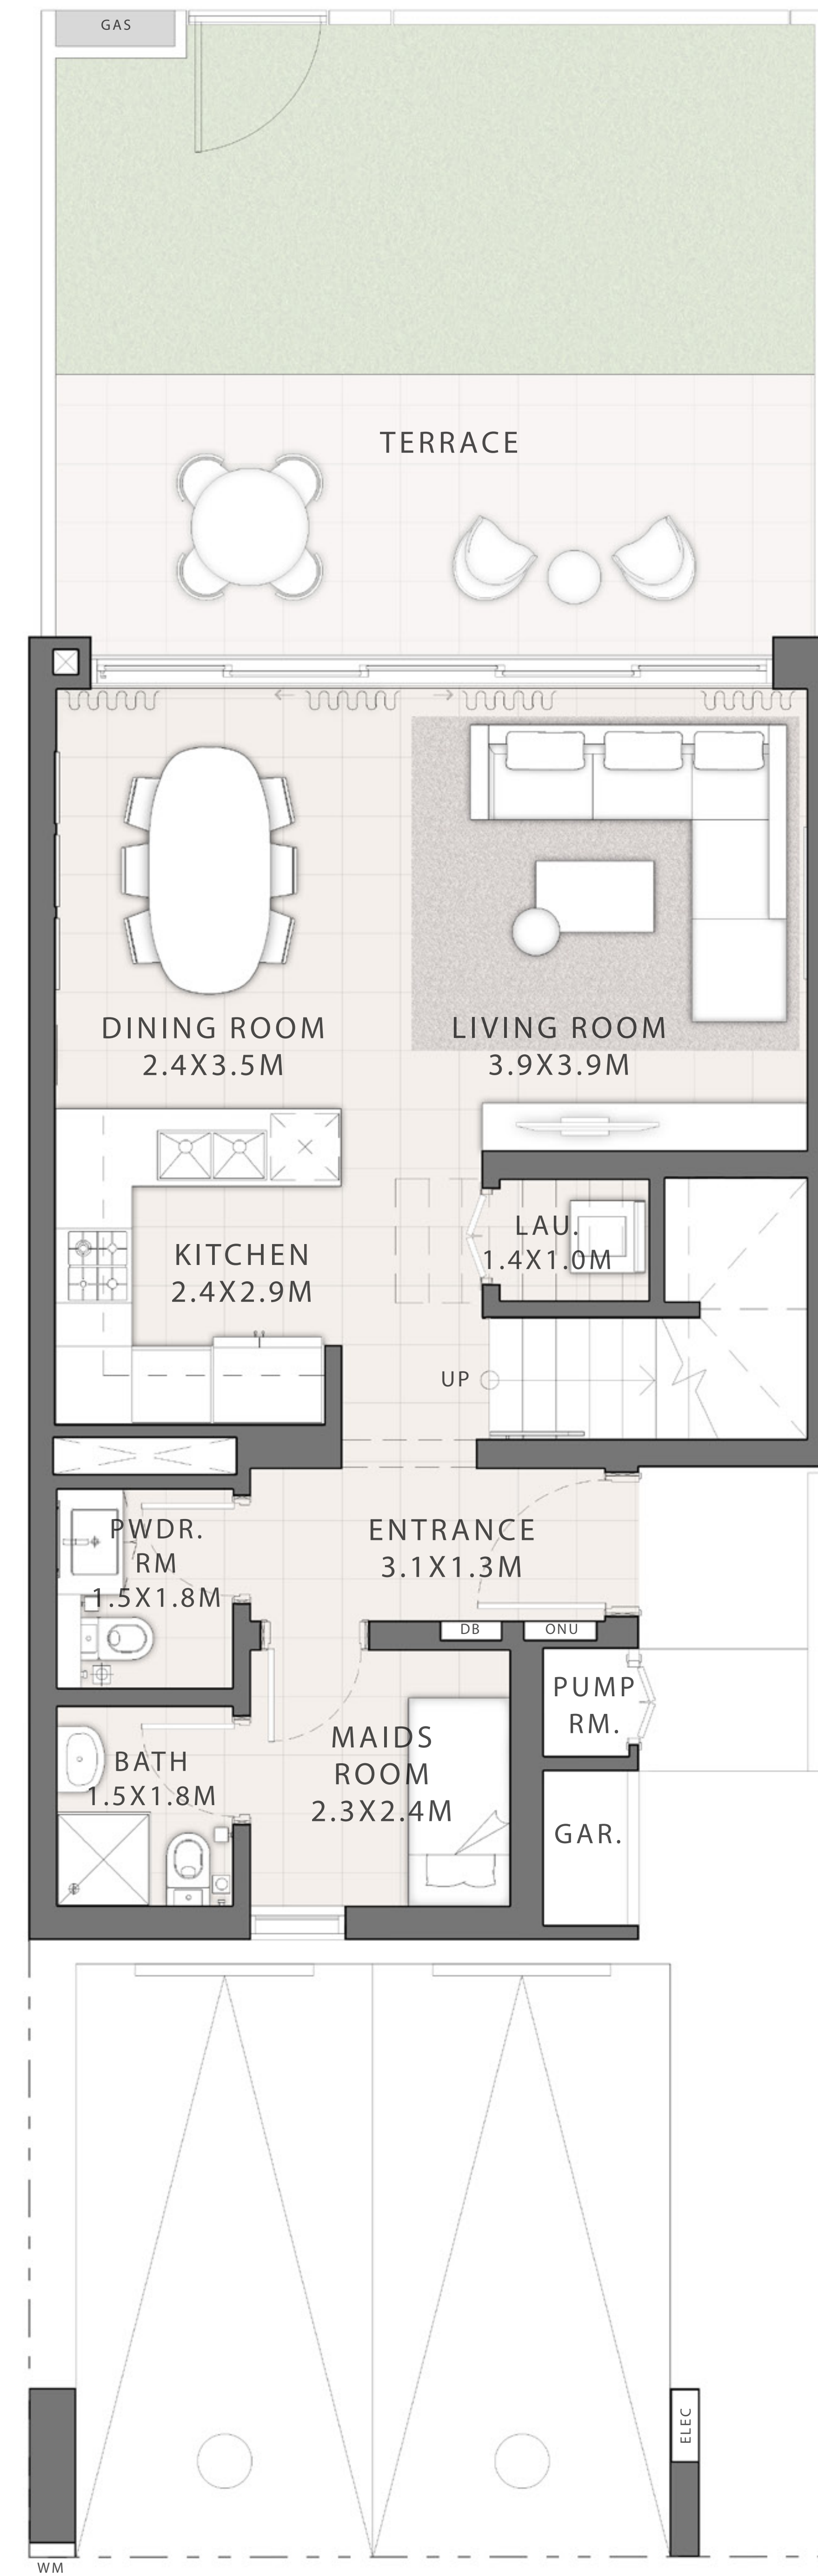 GAS
TERRACE
DINING ROOM
2.4X3.5M
LIVING ROOM
3.9X3.9M
KITCHEN
2.4X2.9M
LAU.
1.4X1.0M
UP
PWDR.
RM
1.5X1.8M
ENTRANCE
3.1X1.3M
DB
ONU
PUMP
RM.
MAIDS
ROOM
2.3X2.4M
BATH
1.5X1.8M
GAR.
ELEC
WM